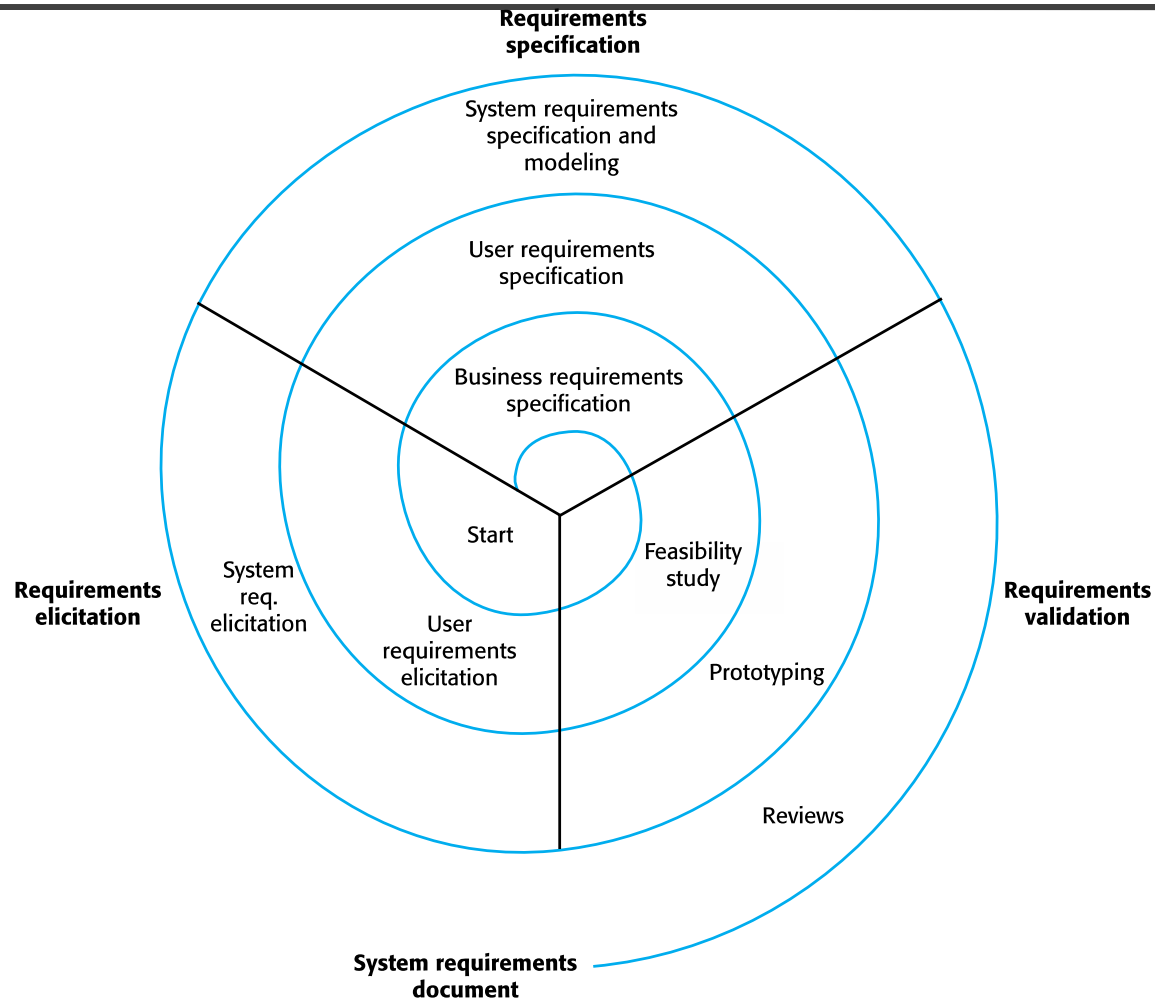 Requirements
specification
System requirements
specification and
modeling
User requirements
specification
Business requirements
specification
Start
Feasibility
study
System
req.
elicitation
Requirements
elicitation
Requirements
validation
User
requirements
elicitation
Prototyping
Reviews
System requirements
document